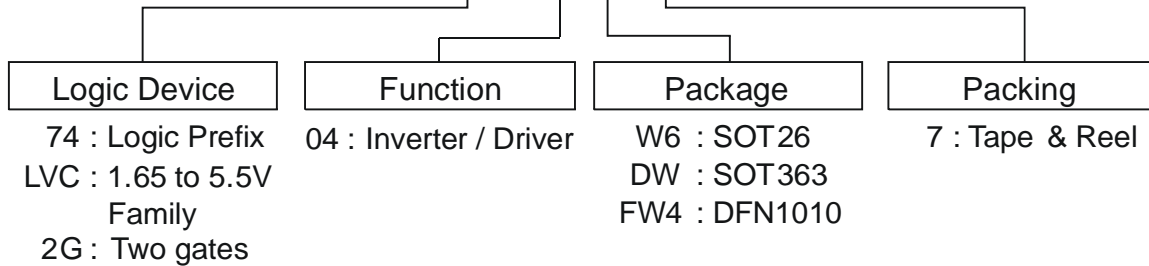 Logic Device
Function
Package
Packing
74 : Logic Prefix
LVC : 1.65 to 5.5V
Family
2G : Two gates
04 : Inverter / Driver
W6 : SOT26
DW : SOT363
FW4 : DFN1010
7 : Tape & Reel